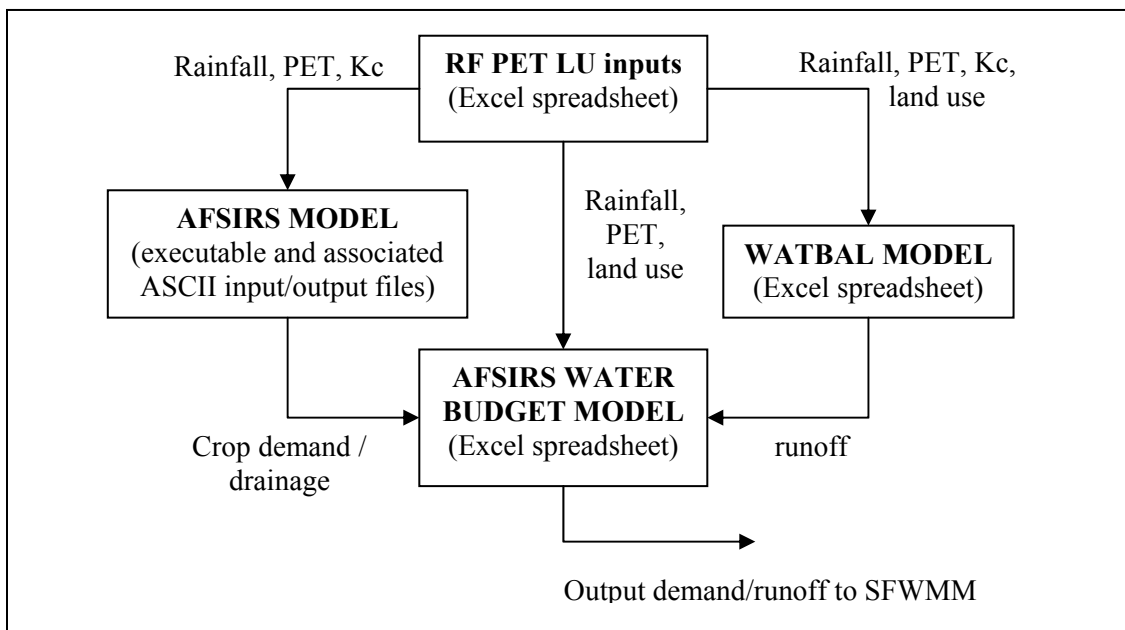 Rainfall, PET, Kc
RF PET LU inputs
(Excel spreadsheet)
Rainfall, PET, Kc,
land use
AFSIRS MODEL
(executable and associated
ASCII input/output files)
Rainfall,
PET,
land use
WATBAL MODEL
(Excel spreadsheet)
AFSIRS WATER
BUDGET MODEL
(Excel spreadsheet)
Crop demand /
drainage
runoff
Output demand/runoff to SFWMM